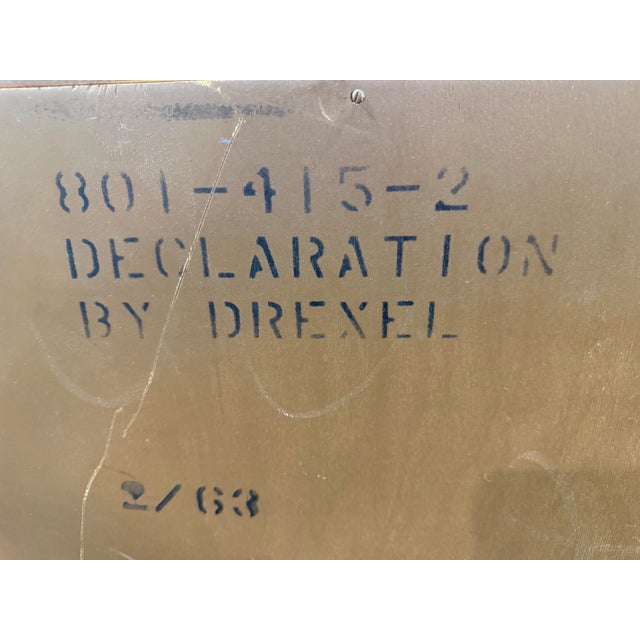 801-415-2
DECLARATION
BY DREXEL
2/63